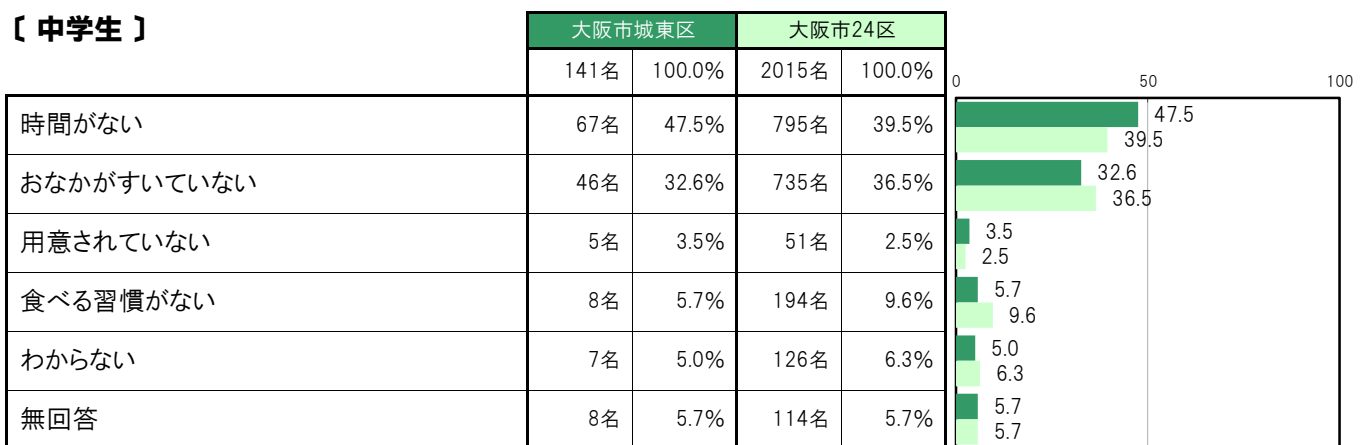 〔 中学生 〕
大阪市城東区 大阪市24区
141名 100.0% 2015名 100.0%
0 50 100
時間がない 67名 47.5% 795名 39.5%
47.5
39.5
おなかがすいていない 46名 32.6% 735名 36.5%
32.6
36.5
用意されていない 5名 3.5% 51名 2.5%
3.5
2.5
食べる習慣がない 8名 5.7% 194名 9.6%
5.7
9.6
わからない 7名 5.0% 126名 6.3%
5.0
6.3
無回答 8名 5.7% 114名 5.7%
5.7
5.7